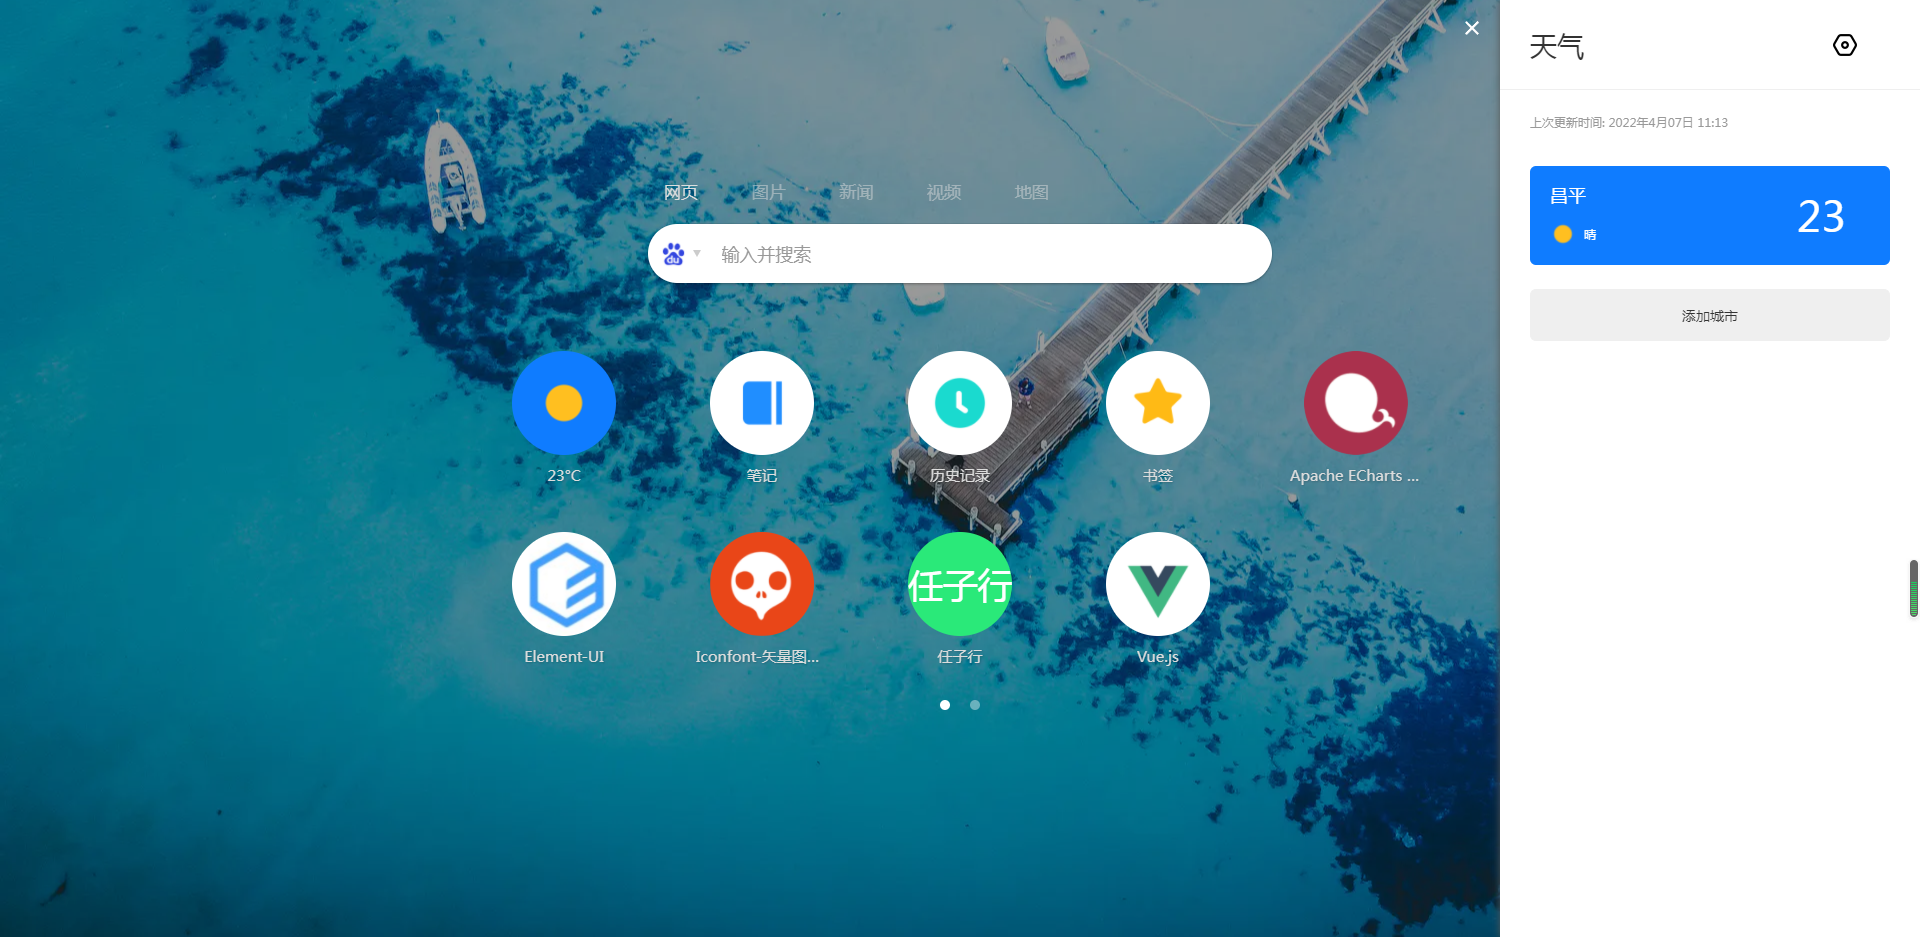 网页 图片 新闻 视频 地图
du 输入并搜索
23°C 笔记 历史记录 书签 Apache ECharts ...
任子行
Element-UI Iconfont-矢量图... 任子行 Vue.js
天气
上次更新时间: 2022年4月07日 11:13
昌平
23
晴
添加城市